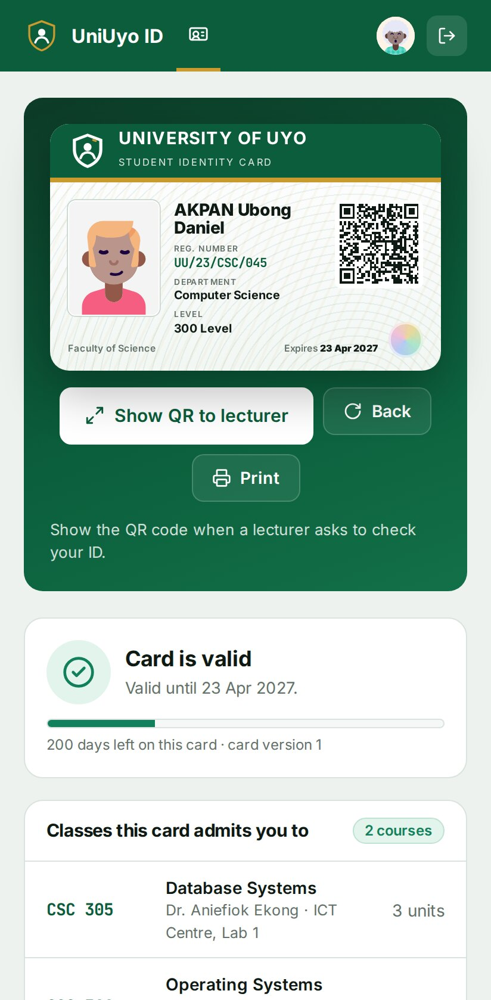 UniUyo ID
UNIVERSITY OF UYO
STUDENT IDENTITY CARD
AKPAN Ubong
Daniel
REG. NUMBER
UU/23/CSC/045
DEPARTMENT
Computer Science
LEVEL
300 Level
Faculty of Science
Expires 23 Apr 2027
Show QR to lecturer
Back
Print
Show the QR code when a lecturer asks to check
your ID.
Card is valid
Valid until 23 Apr 2027.
200 days left on this card · card version 1
Classes this card admits you to
2 courses
CSC 305
Database Systems
Dr. Aniefiok Ekong · ICT
Centre, Lab 1
3 units
Operating Systems